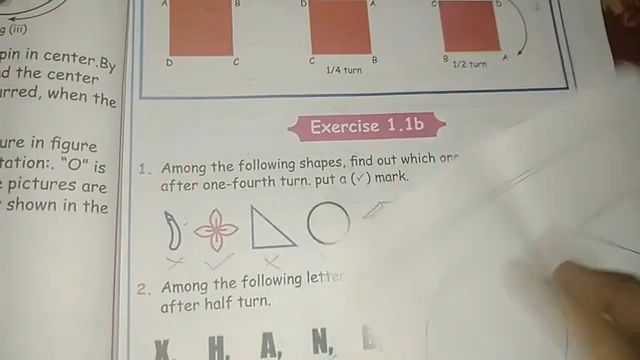 A B D A C D
g (iii)
D C C B B A
1/4 turn 1/2 turn
pin in center. By
d the center
urred, when the
Exercise 1.1b
ure in figure
tation:. "O" is
pictures are
shown in the
1. Among the following shapes, find out which
after one-fourth turn. put a (✓) mark.
2. Among the following letter
after half turn.
X, H, A, N,